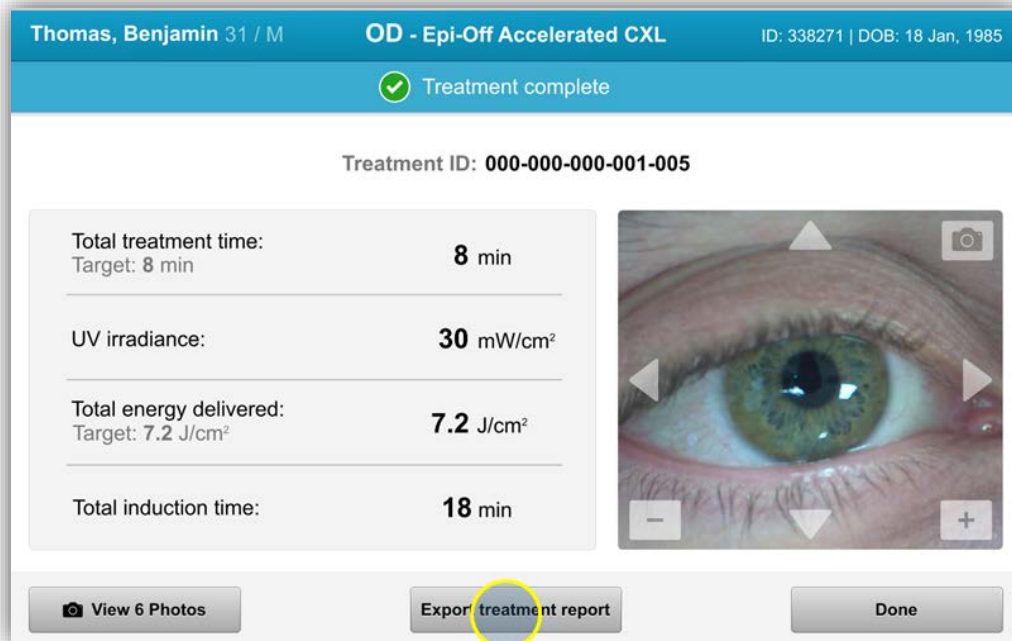 Thomas, Benjamin 31 / M OD - Epi-Off Accelerated CXL ID: 338271 | DOB: 18 Jan, 1985
Treatment complete
Treatment ID: 000-000-000-001-005
Total treatment time: 8 min
Target: 8 min
UV irradiance: 30 mW/cm²
Total energy delivered: 7.2 J/cm²
Target: 7.2 J/cm²
Total induction time: 18 min
View 6 Photos Export treatment report Done